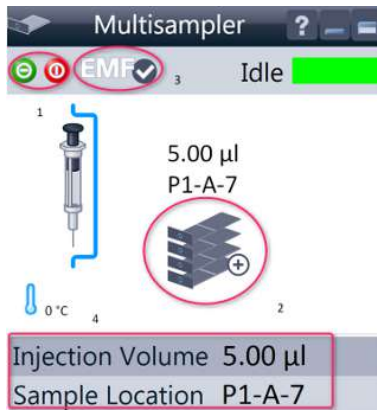 Multisampler ?
EMF 3 Idle
1
5.00 µl
P1-A-7
0 °C 4 2
Injection Volume 5.00 µl
Sample Location P1-A-7